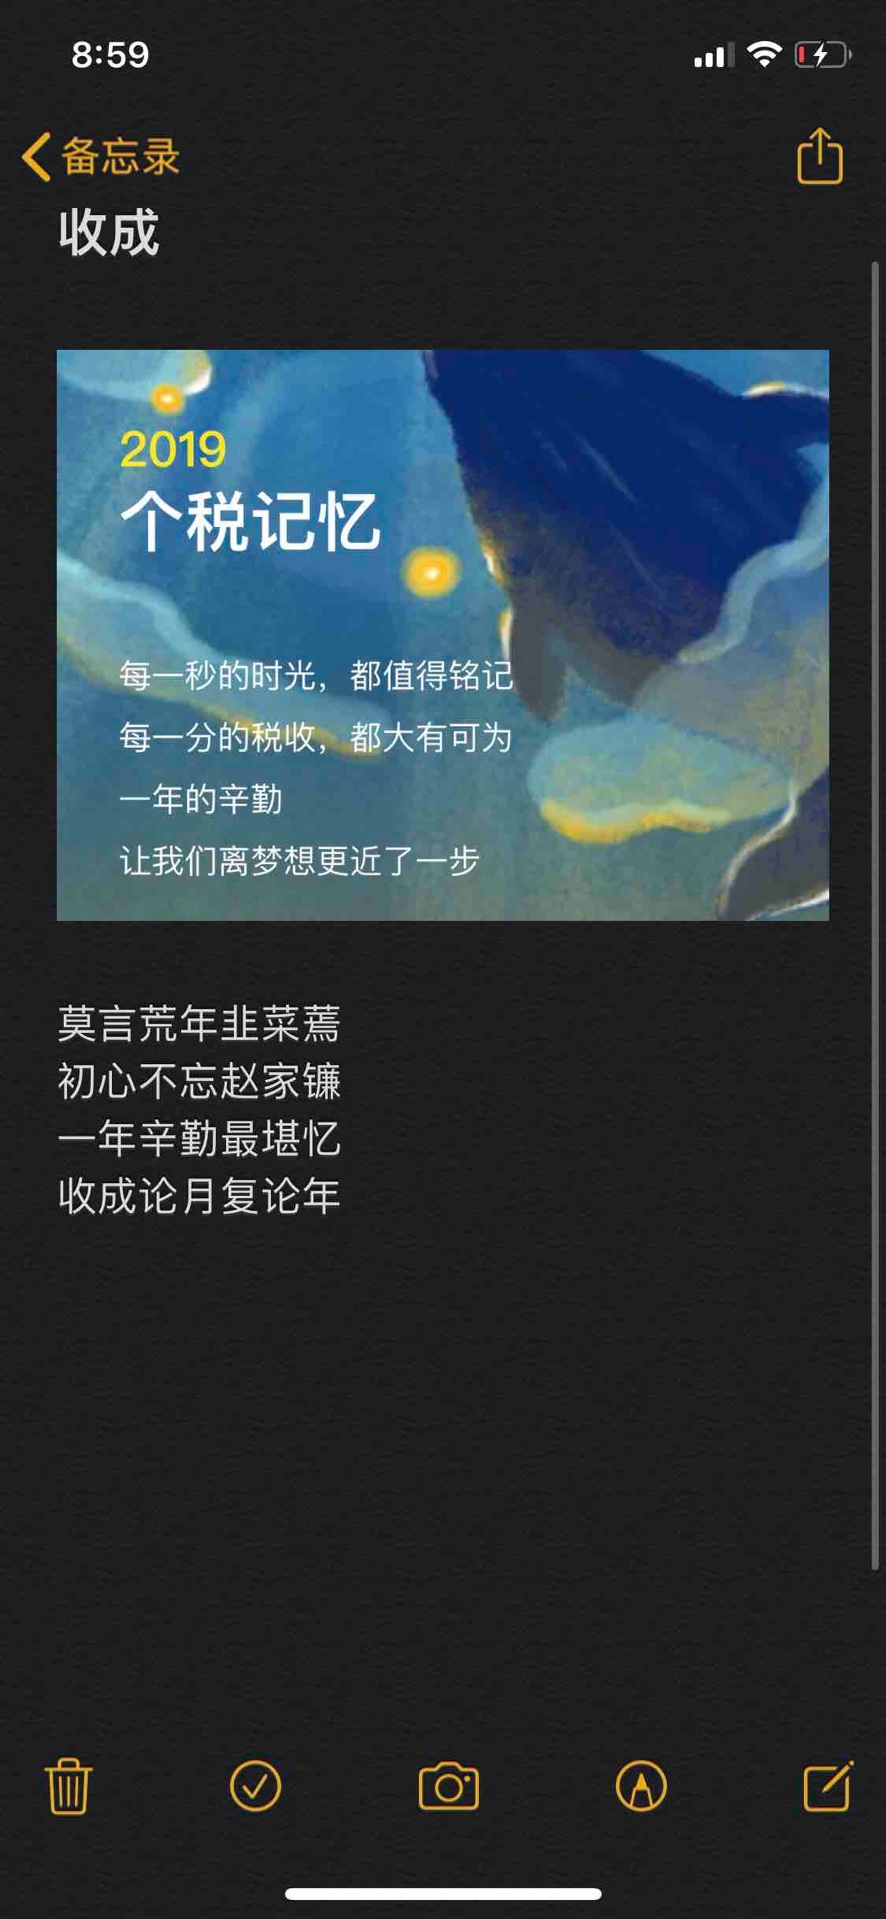 8:59
备忘录
收成
2019
个税记忆
每一秒的时光，都值得铭记
每一分的税收，都大有可为
一年的辛勤
让我们离梦想更近了一步
莫言荒年韭菜蔫
初心不忘赵家镰
一年辛勤最堪忆
收成论月复论年